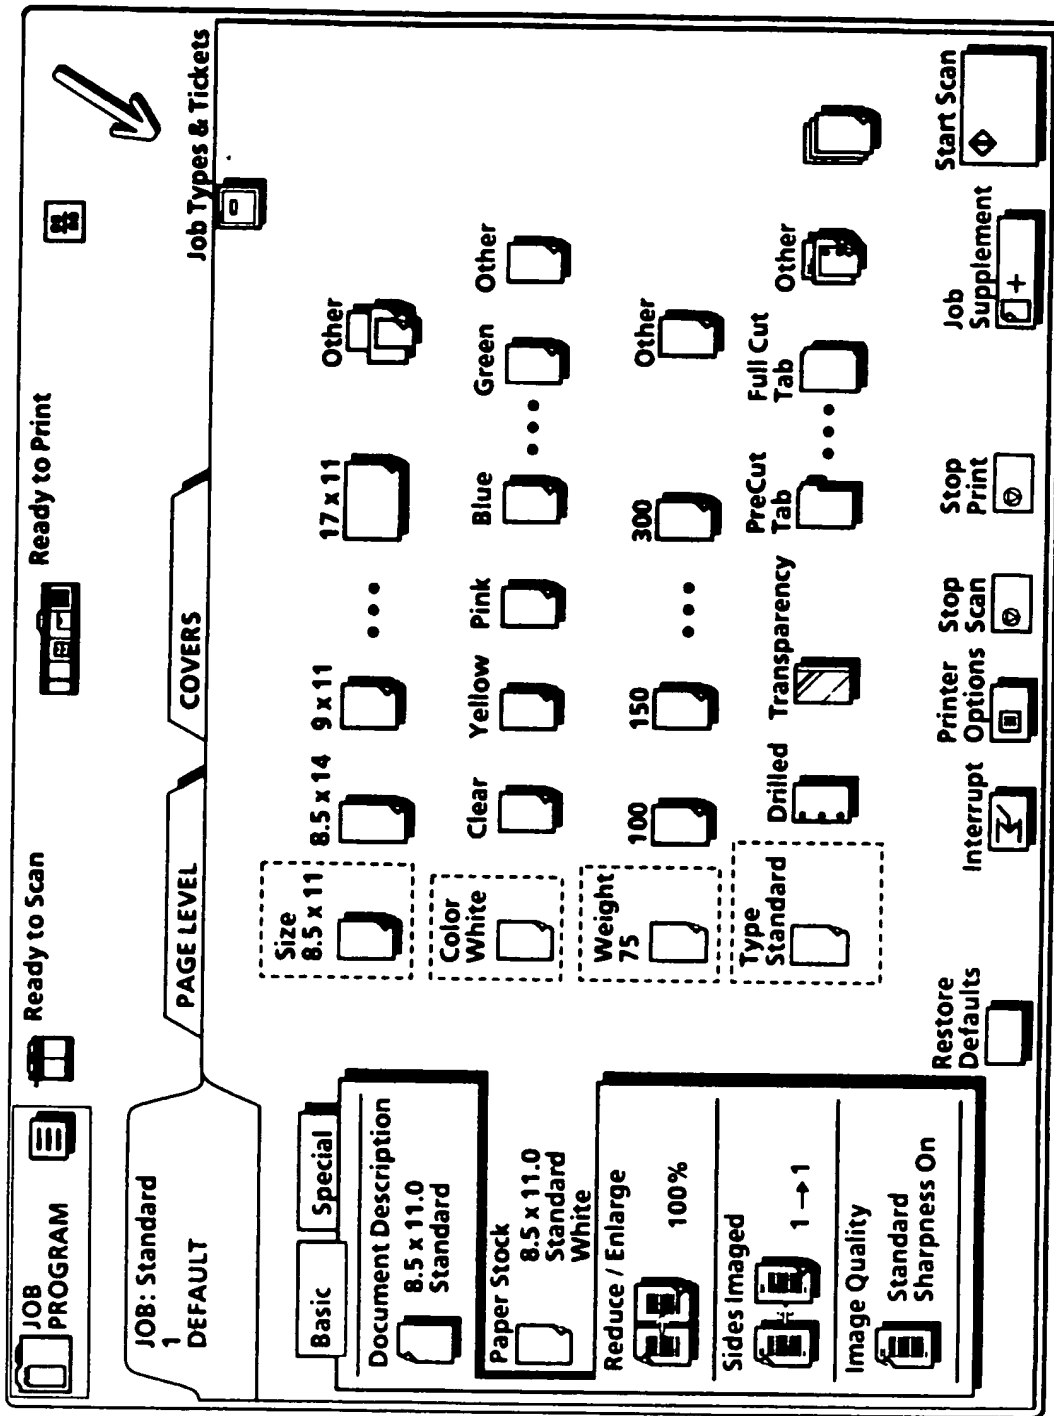 JOB
PROGRAM
Ready to Scan
Ready to Print
JOB: Standard
1
DEFAULT
PAGE LEVEL
COVERS
Job Types & Tickets
Basic
Special
Document Description
8.5 x 11.0
Standard
Paper Stock
8.5 x 11.0
Standard
White
Reduce / Enlarge
100%
Sides Imaged
1 → 1
Image Quality
Standard
Sharpness On
Size
8.5 x 11
8.5 x 14
9 x 11
• • •
17 x 11
Other
Color
White
Clear
Yellow
Pink
Blue
• • •
Green
Other
Weight
75
100
150
• • •
300
Other
Type
Standard
Drilled
Transparency
PreCut
Tab
• • •
Full Cut
Tab
Other
Restore
Defaults
Interrupt
Printer
Options
Stop
Scan
Stop
Print
Job
Supplement
+
Start Scan